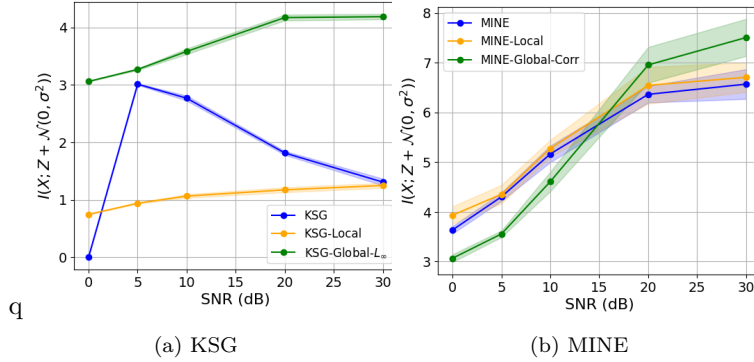 4
3
2
1
0
I(X; Z + N(0, σ²))
KSG
KSG-Local
KSG-Global-L∞
0 5 10 15 20 25 30
SNR (dB)
8
7
6
5
4
3
I(X; Z + N(0, σ²))
MINE
MINE-Local
MINE-Global-Corr
0 5 10 15 20 25 30
SNR (dB)
q
(a) KSG
(b) MINE